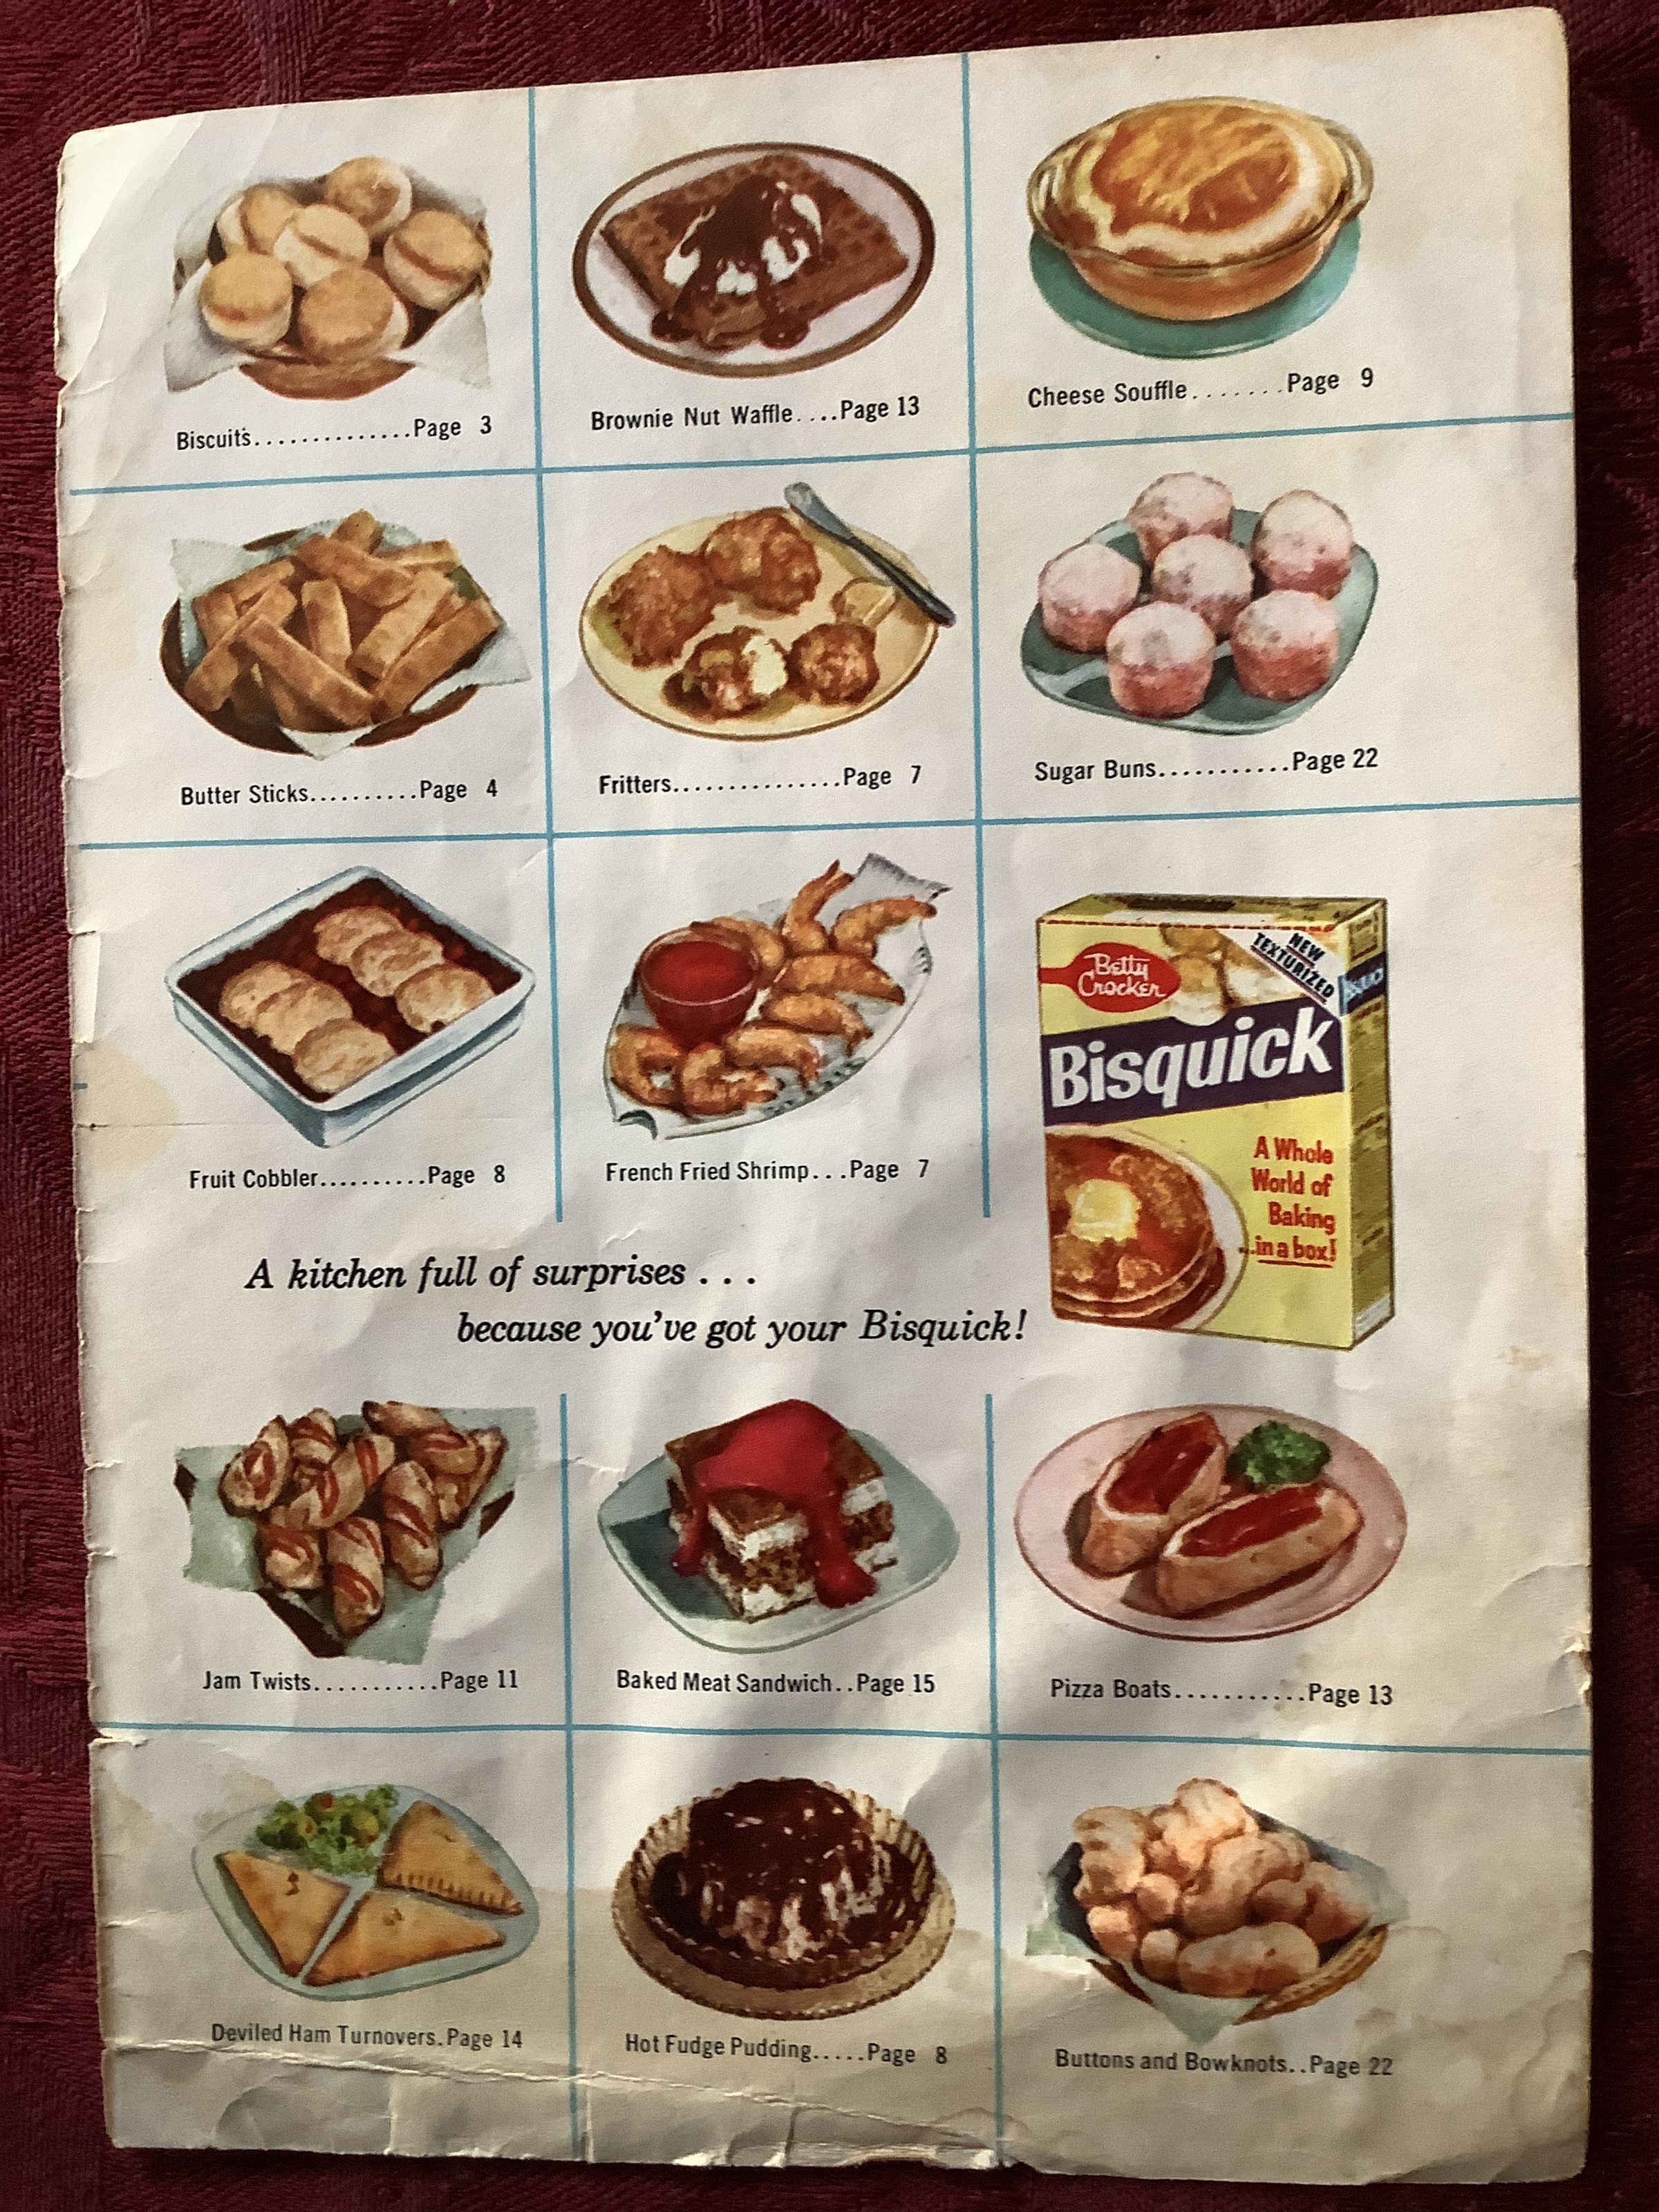 Biscuits..............Page 3
Brownie Nut Waffle....Page 13
Cheese Souffle.......Page 9
Butter Sticks..........Page 4
Fritters...............Page 7
Sugar Buns...........Page 22
Fruit Cobbler..........Page 8
French Fried Shrimp...Page 7
Betty
Crocker
NEW
TEXTURIZED
Bisquick
A Whole
World of
Baking
...in a box!
A kitchen full of surprises . . .
because you've got your Bisquick!
Jam Twists...........Page 11
Baked Meat Sandwich..Page 15
Pizza Boats...........Page 13
Deviled Ham Turnovers.Page 14
Hot Fudge Pudding.....Page 8
Buttons and Bowknots..Page 22